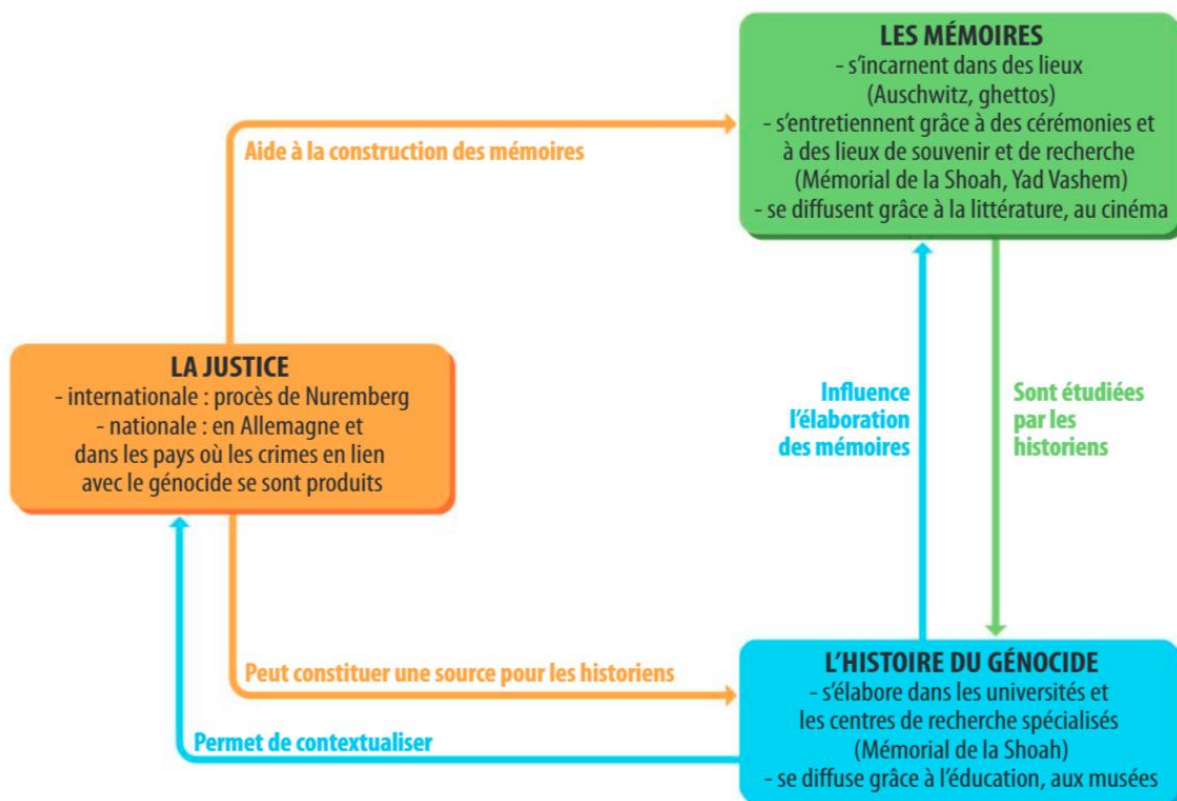 LES MÉMOIRES
- s'incarnent dans des lieux
(Auschwitz, ghettos)
- s'entretiennent grâce à des cérémonies et
à des lieux de souvenir et de recherche
(Mémorial de la Shoah, Yad Vashem)
- se diffusent grâce à la littérature, au cinéma
Aide à la construction des mémoires
LA JUSTICE
- internationale : procès de Nuremberg
- nationale : en Allemagne et
dans les pays où les crimes en lien
avec le génocide se sont produits
Influence
l'élaboration
des mémoires
Sont étudiées
par les
historiens
Peut constituer une source pour les historiens
Permet de contextualiser
L'HISTOIRE DU GÉNOCIDE
- s'élabore dans les universités et
les centres de recherche spécialisés
(Mémorial de la Shoah)
- se diffuse grâce à l'éducation, aux musées